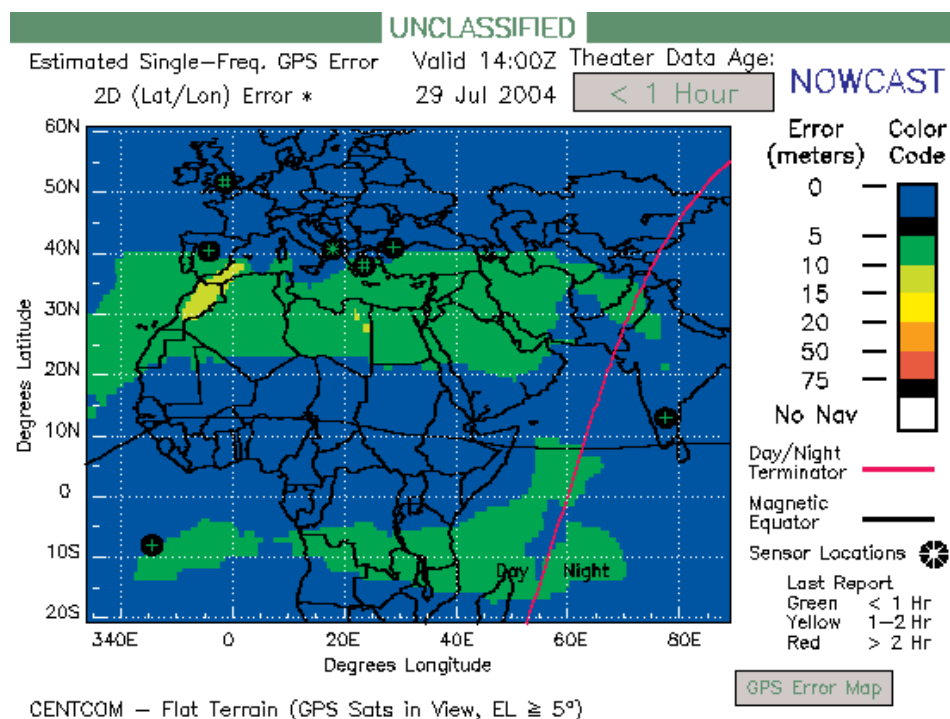 UNCLASSIFIED
Estimated Single-Freq. GPS Error
Valid 14:00Z
Theater Data Age:
NOWCAST
2D (Lat/Lon) Error *
29 Jul 2004
< 1 Hour
60N
50N
40N
30N
20N
10N
0
10S
20S
Degrees Latitude
340E
0
20E
40E
60E
80E
Degrees Longitude
Day
Night
Error
(meters)
Color
Code
0
5
10
15
20
50
75
No Nav
Day/Night
Terminator
Magnetic
Equator
Sensor Locations
Last Report
Green < 1 Hr
Yellow 1-2 Hr
Red > 2 Hr
GPS Error Map
CENTCOM - Flat Terrain (GPS Sats in View, EL ≧ 5°)